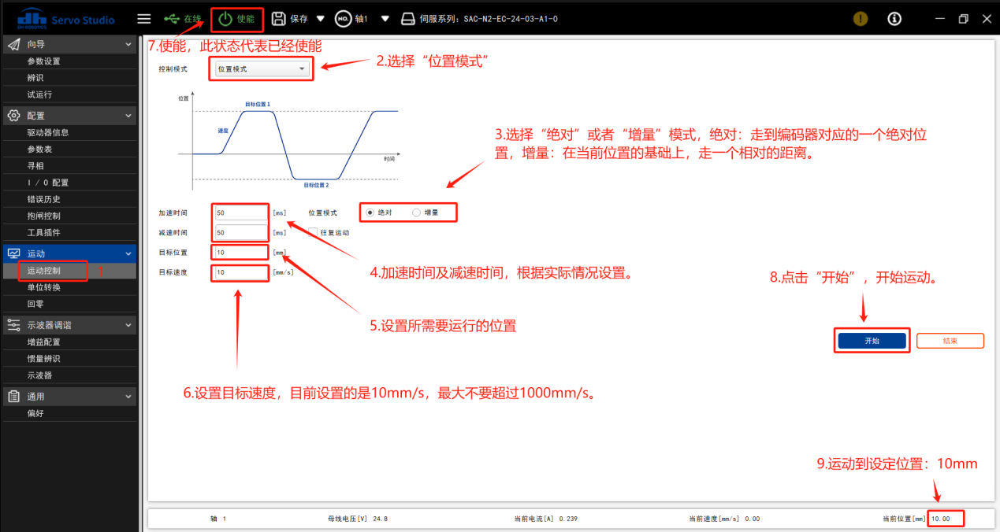 dh Servo Studio 在线 使能 保存 NO. 轴1 伺服系列：SAC-N2-EC-24-03-A1-0
DH-ROBOTICS
7.使能，此状态代表已经使能
向导
参数设置
辨识
试运行
配置
驱动器信息
参数表
寻相
I / O 配置
错误历史
抱闸控制
工具插件
运动
运动控制 1
单位转换
回零
示波器调谐
增益配置
惯量辨识
示波器
通用
偏好
控制模式 位置模式
2.选择“位置模式”
位置
目标位置1
速度
时间
目标位置2
3.选择“绝对”或者“增量”模式，绝对：走到编码器对应的一个绝对位
置，增量：在当前位置的基础上，走一个相对的距离。
加速时间 50 [ms] 位置模式 绝对 增量
减速时间 50 [ms] 往复运动
目标位置 10 [mm]
目标速度 10 [mm/s]
4.加速时间及减速时间，根据实际情况设置。
5.设置所需要运行的位置
6.设置目标速度，目前设置的是10mm/s，最大不要超过1000mm/s。
8.点击“开始”，开始运动。
开始 结束
9.运动到设定位置：10mm
轴 1 母线电压[V] 24.8 当前电流[A] 0.239 当前速度[mm/s] 0.00 当前位置[mm] 10.00